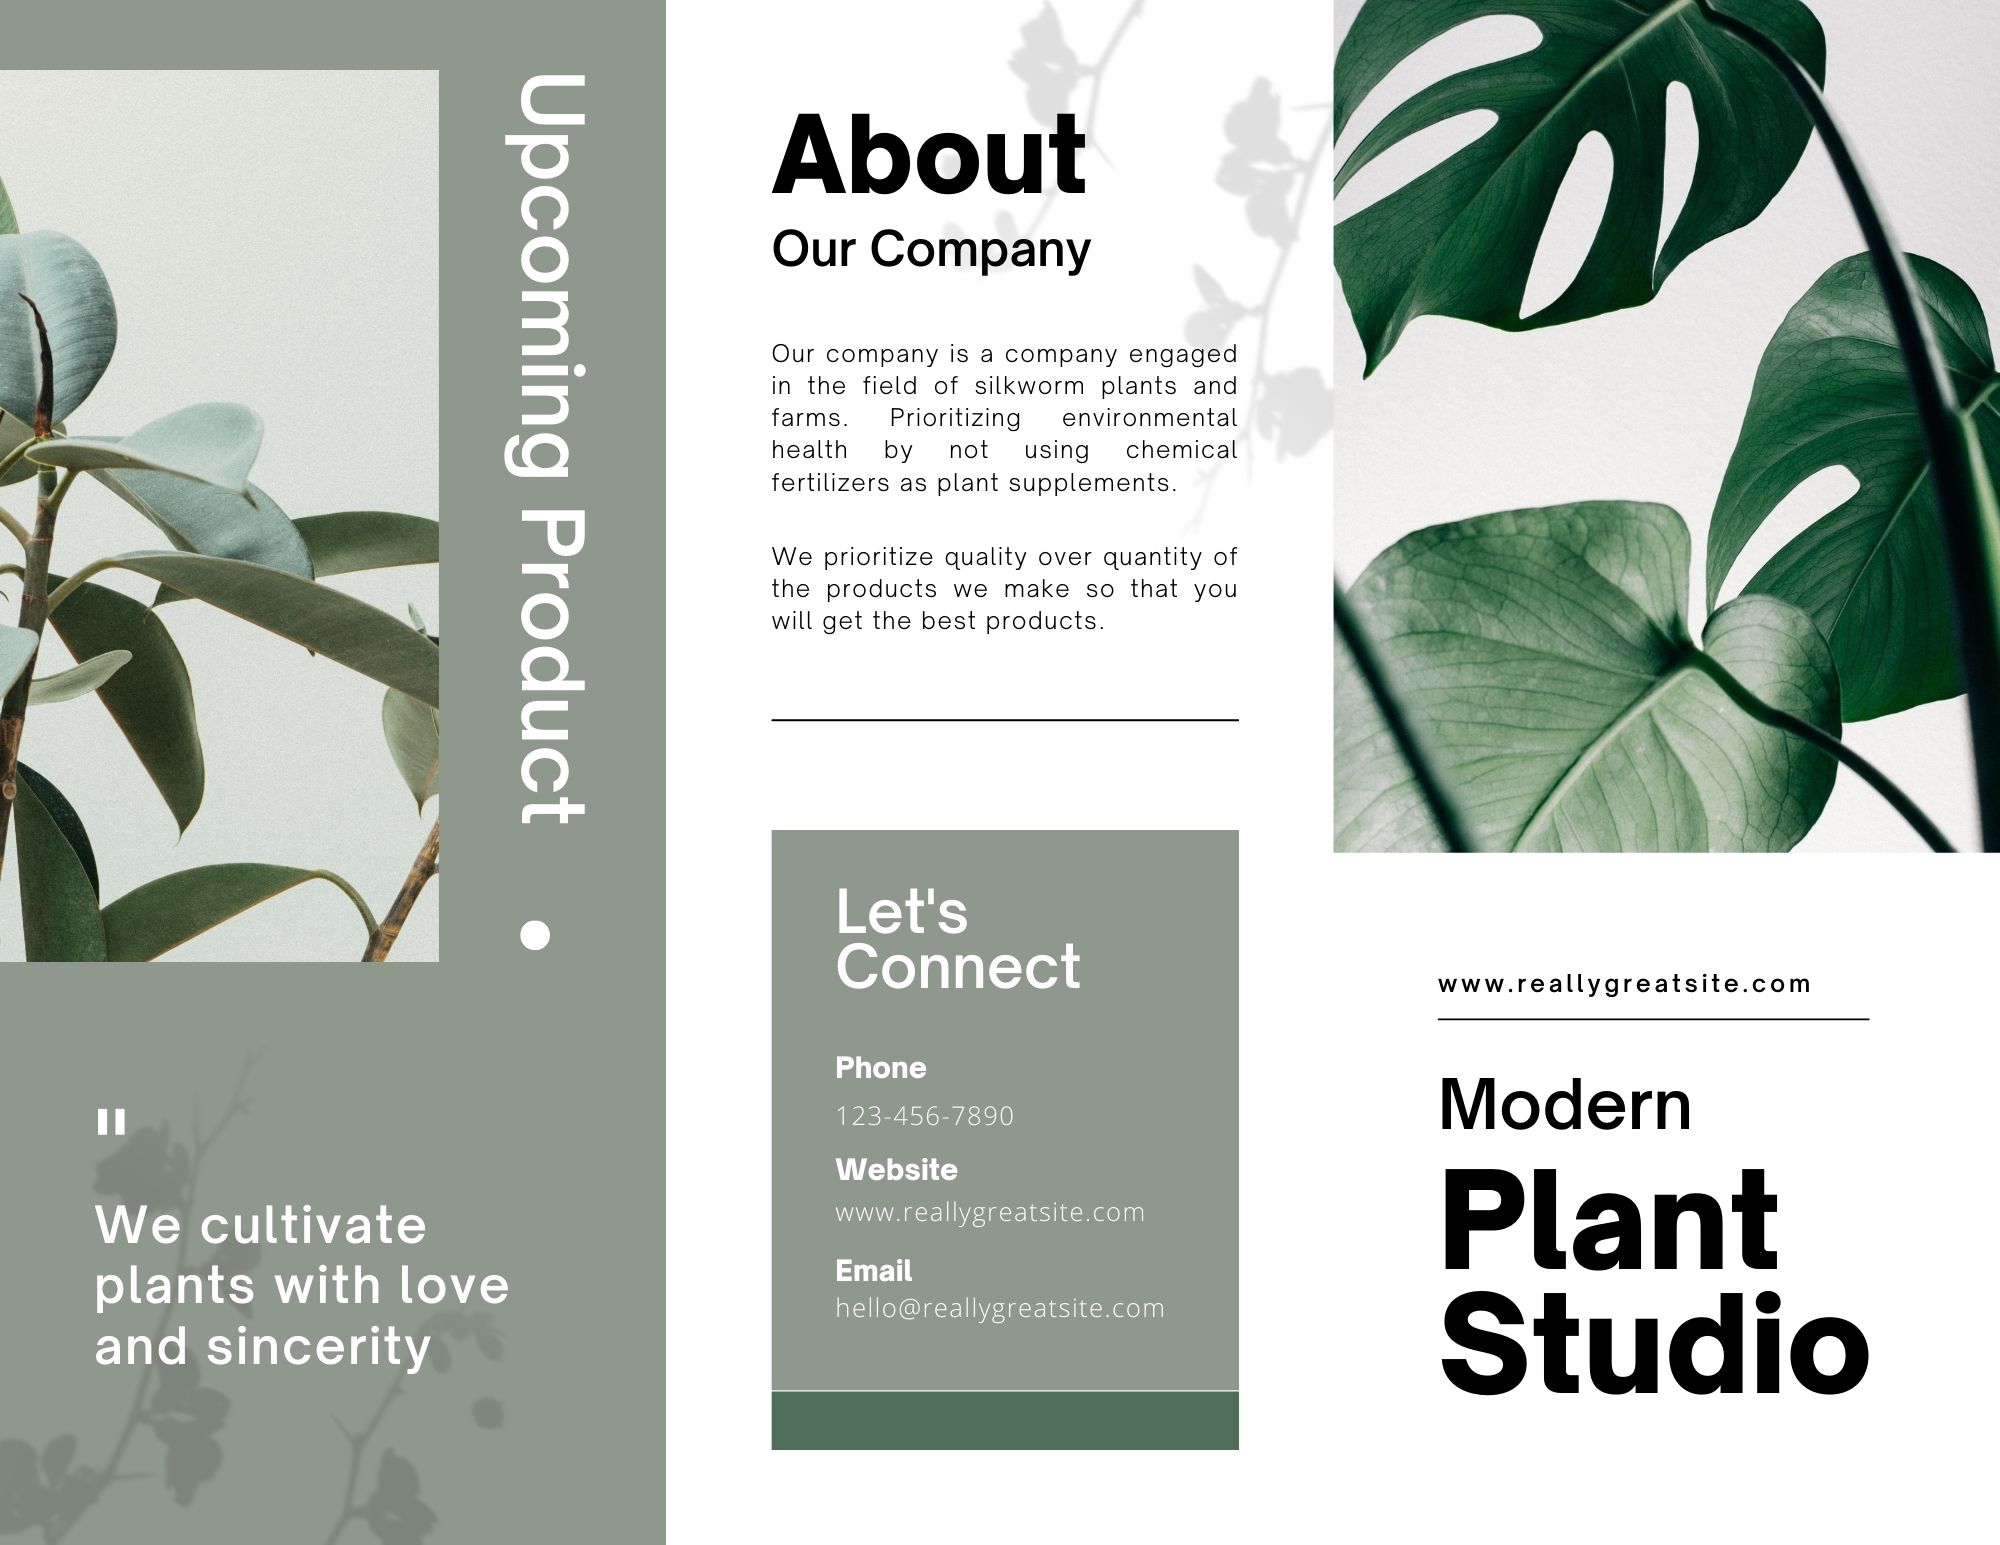 Upcoming Product
"
We cultivate
plants with love
and sincerity
About
Our Company
Our company is a company engaged
in the field of silkworm plants and
farms. Prioritizing environmental
health by not using chemical
fertilizers as plant supplements.
We prioritize quality over quantity of
the products we make so that you
will get the best products.
Let's
Connect
Phone
123-456-7890
Website
www.reallygreatsite.com
Email
hello@reallygreatsite.com
www.reallygreatsite.com
Modern
Plant
Studio